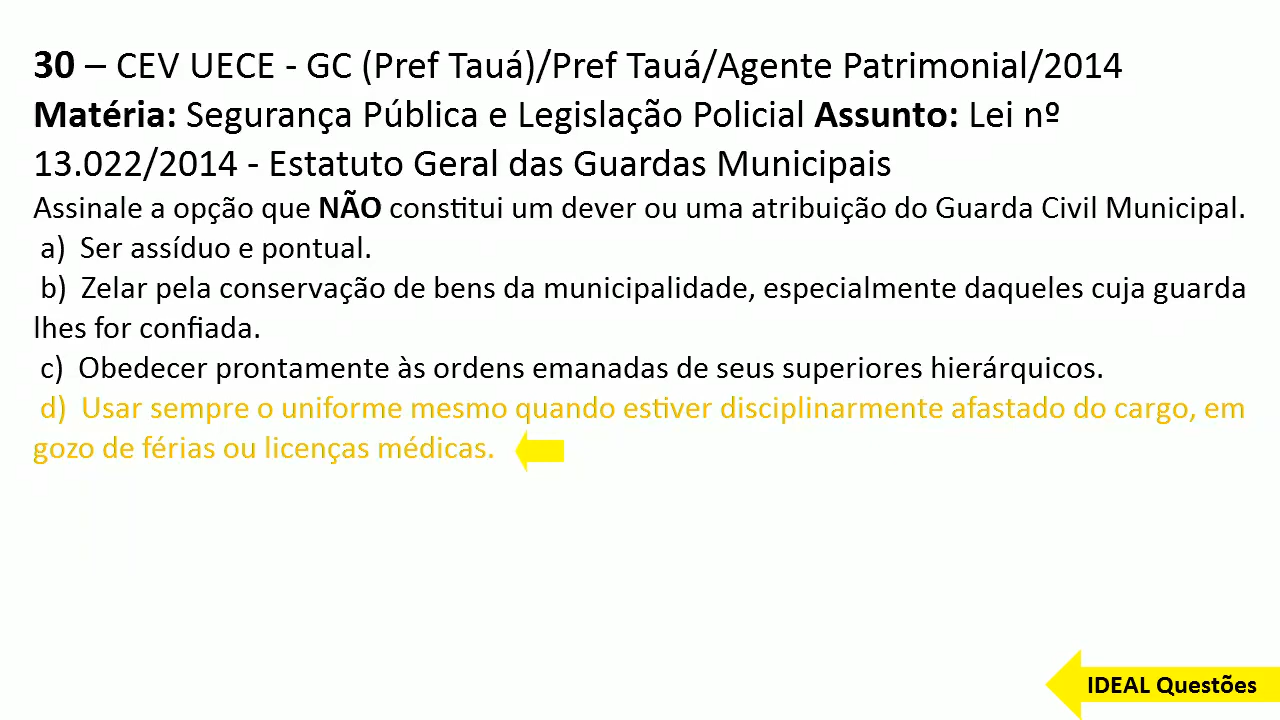 30 – CEV UECE - GC (Pref Tauá)/Pref Tauá/Agente Patrimonial/2014
Matéria: Segurança Pública e Legislação Policial Assunto: Lei nº
13.022/2014 - Estatuto Geral das Guardas Municipais
Assinale a opção que NÃO constitui um dever ou uma atribuição do Guarda Civil Municipal.
a) Ser assíduo e pontual.
b) Zelar pela conservação de bens da municipalidade, especialmente daqueles cuja guarda
lhes for confiada.
c) Obedecer prontamente às ordens emanadas de seus superiores hierárquicos.
d) Usar sempre o uniforme mesmo quando estiver disciplinarmente afastado do cargo, em
gozo de férias ou licenças médicas.
IDEAL Questões